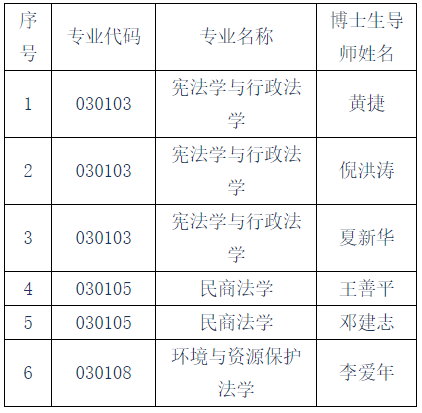 序号 专业代码 专业名称 博士生导师姓名
1 030103 宪法学与行政法学 黄捷
2 030103 宪法学与行政法学 倪洪涛
3 030103 宪法学与行政法学 夏新华
4 030105 民商法学 王善平
5 030105 民商法学 邓建志
6 030108 环境与资源保护法学 李爱年